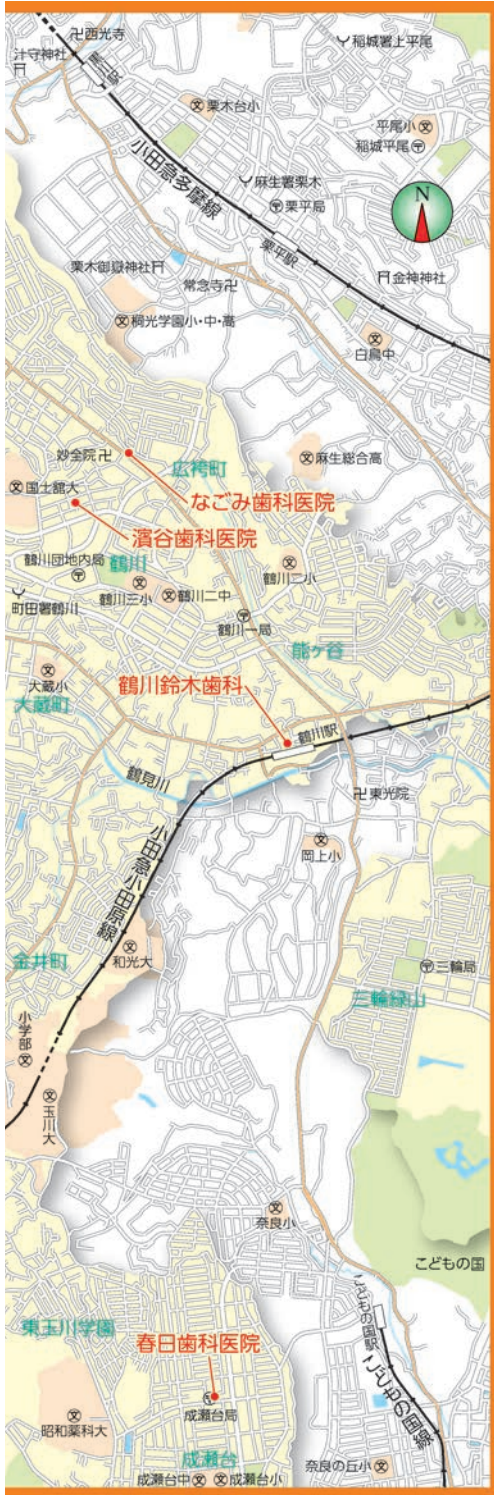 卍西光寺
稲城署上平尾
汁守神社
黒川駅
栗木台小
平尾小
稲城平尾
小田急多摩線
麻生署栗木
栗平局
N
栗平駅
栗木御嶽神社
金神神社
常念寺卍
桐光学園小・中・高
白鳥中
妙全院卍
広袴町
麻生総合高
国士舘大
なごみ歯科医院
濱谷歯科医院
鶴川団地内局
鶴川
鶴川二小
鶴川三小
鶴川二中
町田署鶴川
鶴川一局
能ヶ谷
大蔵小
鶴川鈴木歯科
大蔵町
鶴川駅
鶴見川
卍東光院
小田急小田原線
岡上小
金井町
和光大
三輪局
三輪緑山
小学部
玉川大
奈良小
こどもの国
こどもの国駅
東玉川学園
春日歯科医院
こどもの国線
成瀬台局
昭和薬科大
成瀬台
成瀬台中
成瀬台小
奈良の丘小